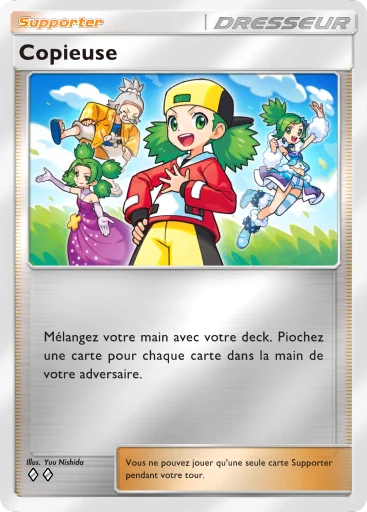 Supporter
DRESSEUR
Copieuse
Mélangez votre main avec votre deck. Piochez
une carte pour chaque carte dans la main de
votre adversaire.
Illus. Yuu Nishida
Vous ne pouvez jouer qu'une seule carte Supporter
pendant votre tour.